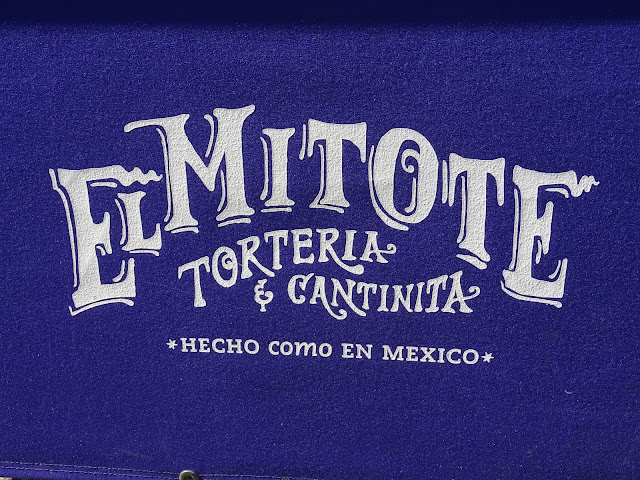 EL MITOTE
TORTERIA
& CANTINITA
*HECHO como EN MEXICO*